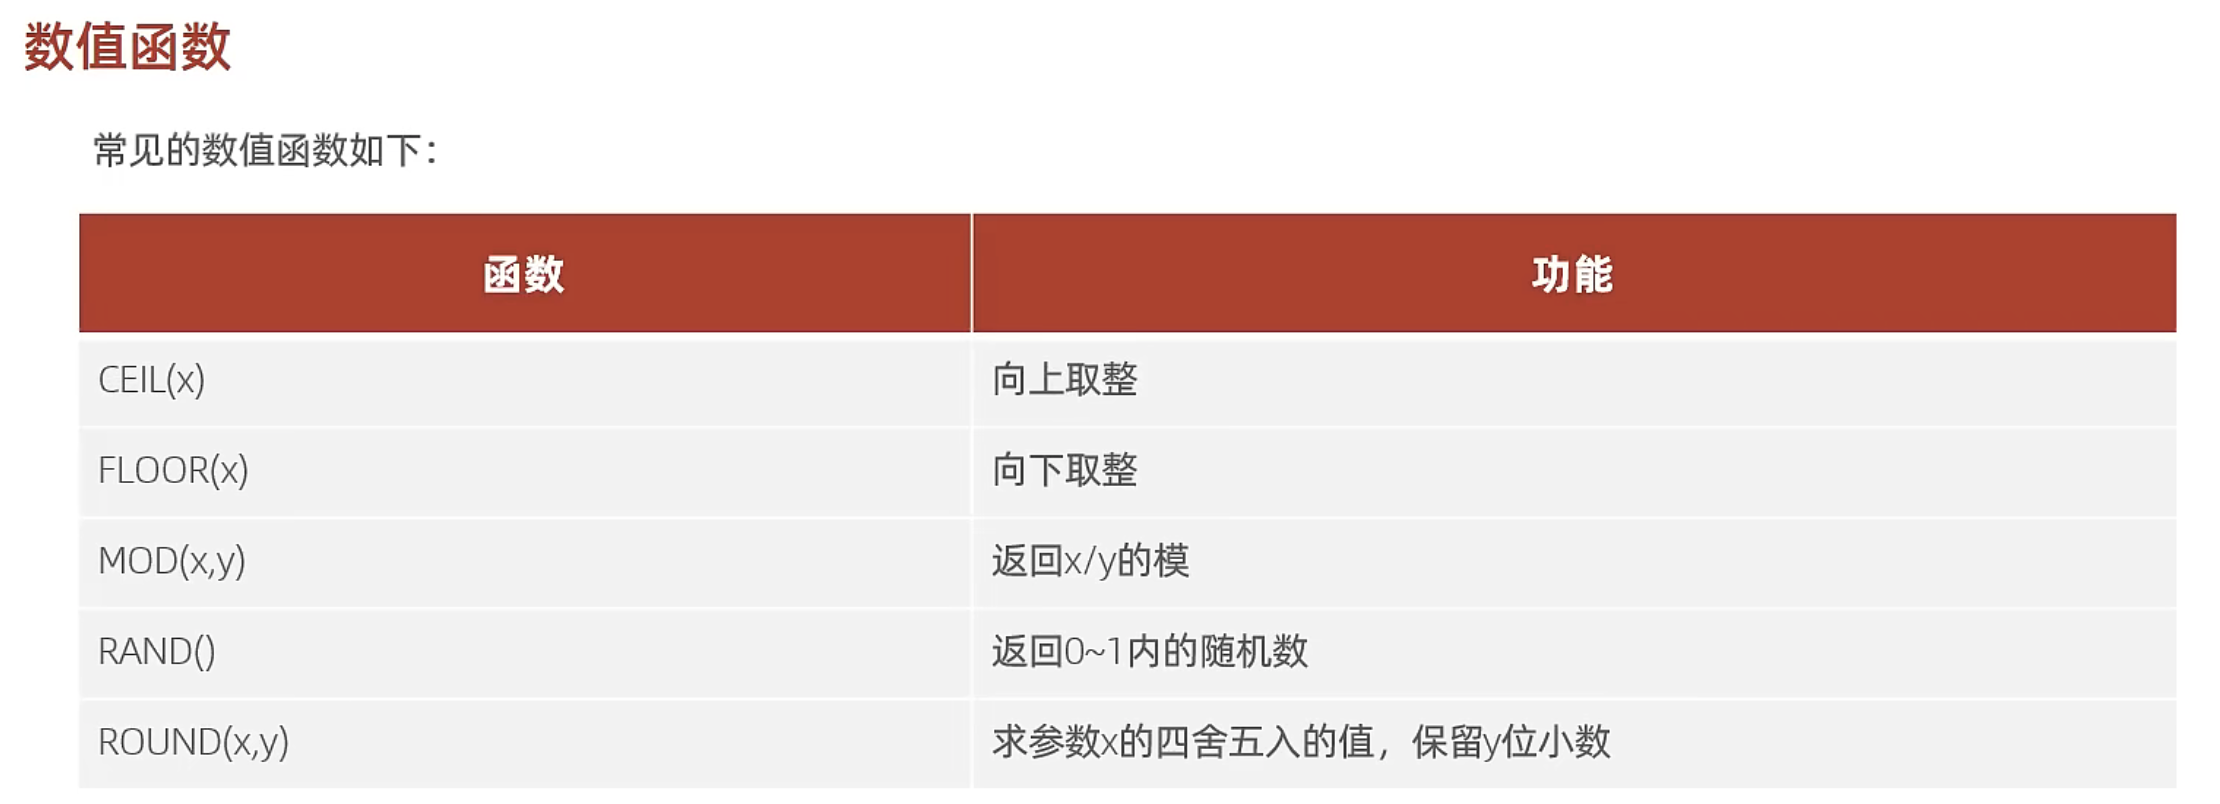 数值函数
常见的数值函数如下：
函数 功能
CEIL(x) 向上取整
FLOOR(x) 向下取整
MOD(x,y) 返回x/y的模
RAND() 返回0~1内的随机数
ROUND(x,y) 求参数x的四舍五入的值，保留y位小数